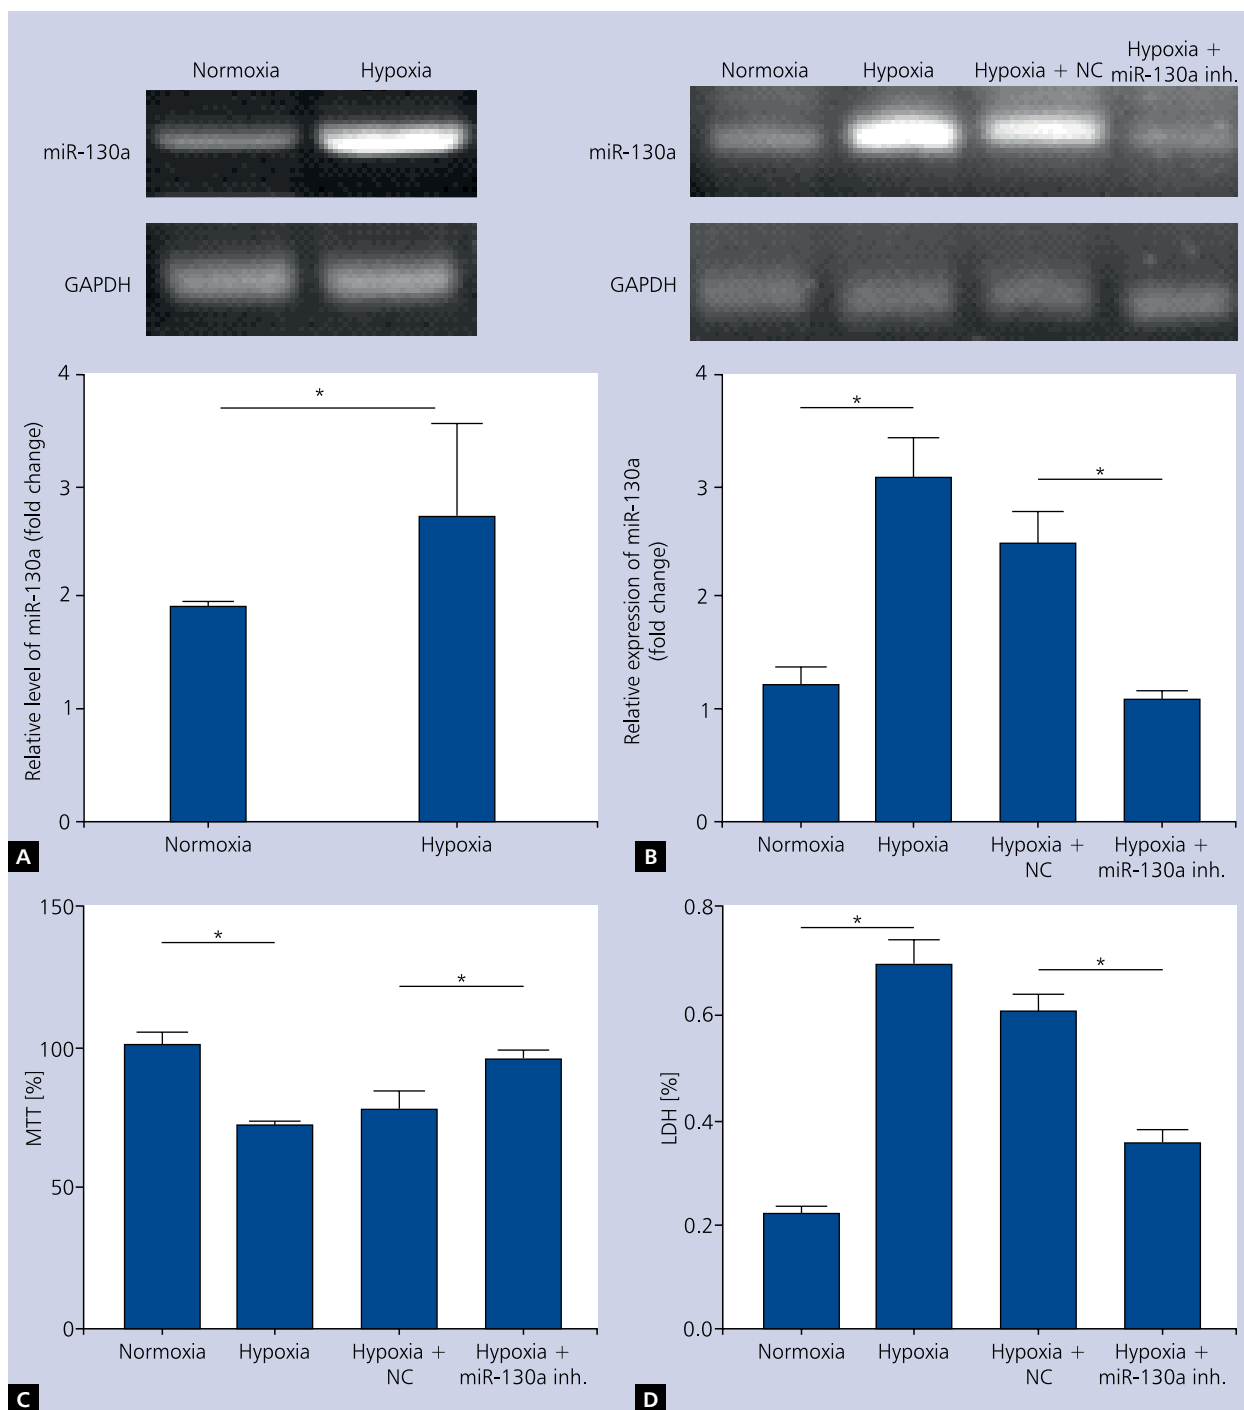 Normoxia Hypoxia
miR-130a
GAPDH
Normoxia Hypoxia Hypoxia + NC Hypoxia +
miR-130a inh.
miR-130a
GAPDH
Relative level of miR-130a (fold change)
4
3
2
1
0
*
Normoxia Hypoxia
A
Relative expression of miR-130a
(fold change)
4
3
2
1
0
*
*
Normoxia Hypoxia Hypoxia + Hypoxia +
NC miR-130a inh.
B
MTT [%]
150
100
50
0
*
*
Normoxia Hypoxia Hypoxia + Hypoxia +
NC miR-130a inh.
C
LDH [%]
0.8
0.6
0.4
0.2
0.0
*
*
Normoxia Hypoxia Hypoxia + Hypoxia +
NC miR-130a inh.
D